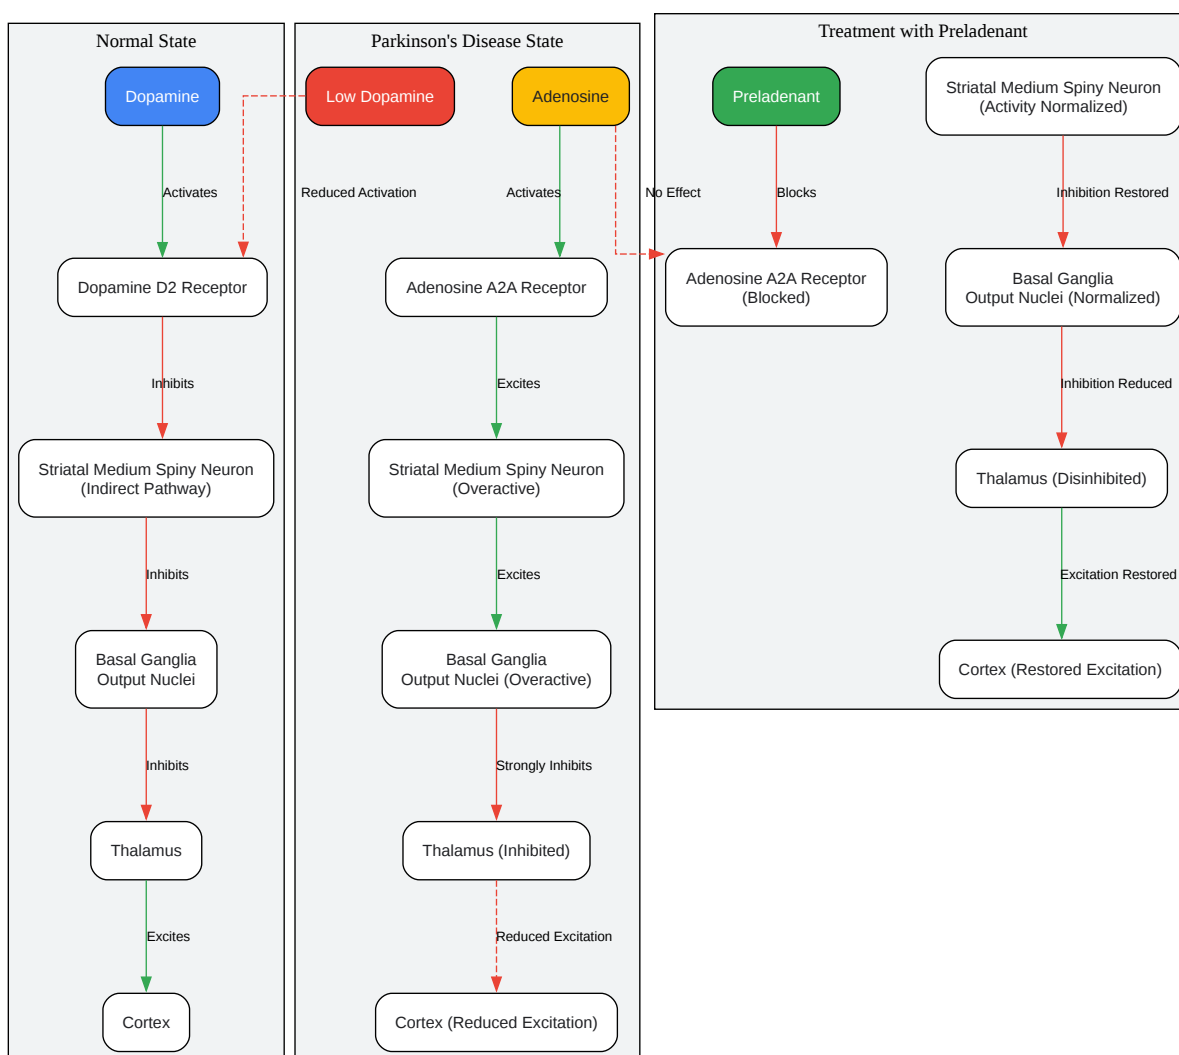 Normal State
Dopamine
Activates
Dopamine D2 Receptor
Inhibits
Striatal Medium Spiny Neuron
(Indirect Pathway)
Inhibits
Basal Ganglia
Output Nuclei
Inhibits
Thalamus
Excites
Cortex
Parkinson's Disease State
Low Dopamine
Adenosine
Reduced Activation
Activates
Adenosine A2A Receptor
Excites
Striatal Medium Spiny Neuron
(Overactive)
Excites
Basal Ganglia
Output Nuclei (Overactive)
Strongly Inhibits
Thalamus (Inhibited)
Reduced Excitation
Cortex (Reduced Excitation)
Treatment with Preladenant
Preladenant
No Effect
Blocks
Adenosine A2A Receptor
(Blocked)
Striatal Medium Spiny Neuron
(Activity Normalized)
Inhibition Restored
Basal Ganglia
Output Nuclei (Normalized)
Inhibition Reduced
Thalamus (Disinhibited)
Excitation Restored
Cortex (Restored Excitation)